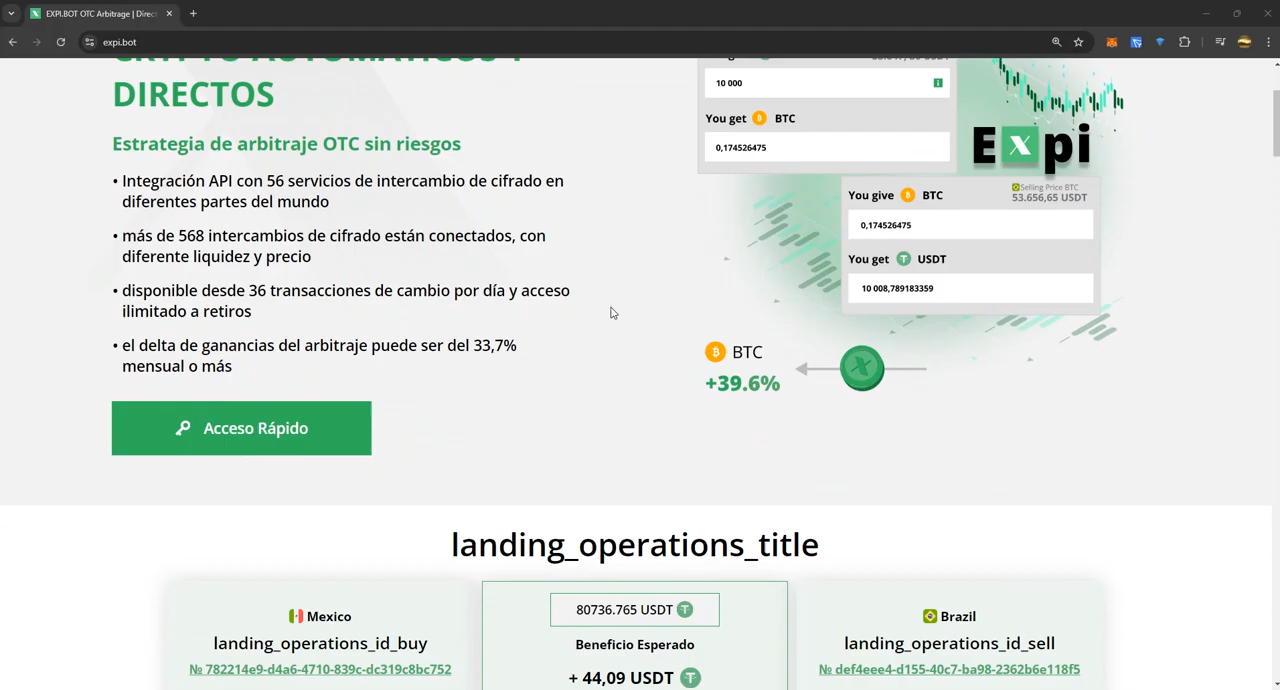 EXPI.BOT OTC Arbitrage | Direc
expi.bot
DIRECTOS
Estrategia de arbitraje OTC sin riesgos
• Integración API con 56 servicios de intercambio de cifrado en
diferentes partes del mundo
• más de 568 intercambios de cifrado están conectados, con
diferente liquidez y precio
• disponible desde 36 transacciones de cambio por día y acceso
ilimitado a retiros
• el delta de ganancias del arbitraje puede ser del 33,7%
mensual o más
Acceso Rápido
10 000
You get BTC
0,174526475
Expi
You give BTC
Selling Price BTC
53.656,65 USDT
0,174526475
You get USDT
10 008,789183359
BTC
+39.6%
landing_operations_title
Mexico
landing_operations_id_buy
№ 782214e9-d4a6-4710-839c-dc319c8bc752
80736.765 USDT
Beneficio Esperado
+ 44,09 USDT
Brazil
landing_operations_id_sell
№ def4eee4-d155-40c7-ba98-2362b6e118f5